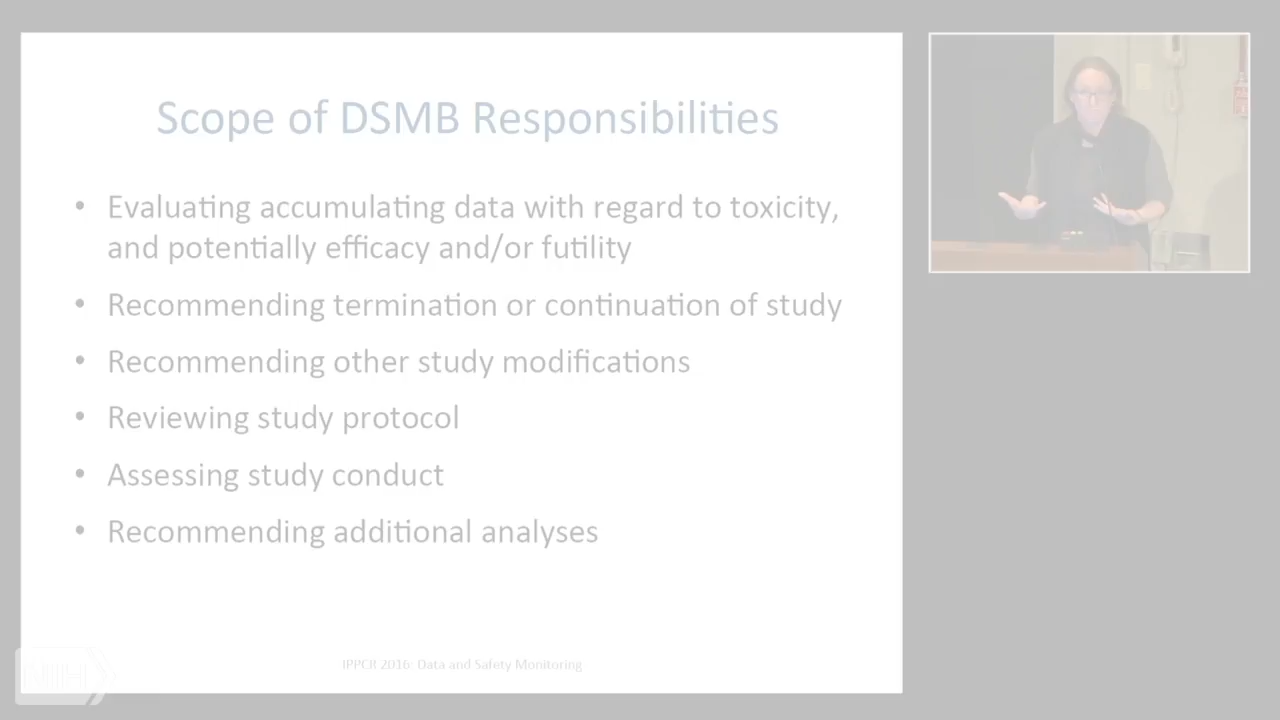 Scope of DSMB Responsibilities
• Evaluating accumulating data with regard to toxicity,
and potentially efficacy and/or futility
• Recommending termination or continuation of study
• Recommending other study modifications
• Reviewing study protocol
• Assessing study conduct
• Recommending additional analyses
IPPCR 2016: Data and Safety Monitoring
NIH